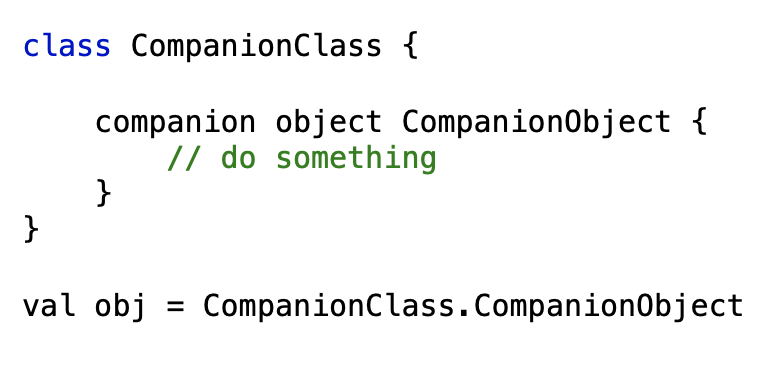 class CompanionClass {
companion object CompanionObject {
// do something
}
}
val obj = CompanionClass.CompanionObject